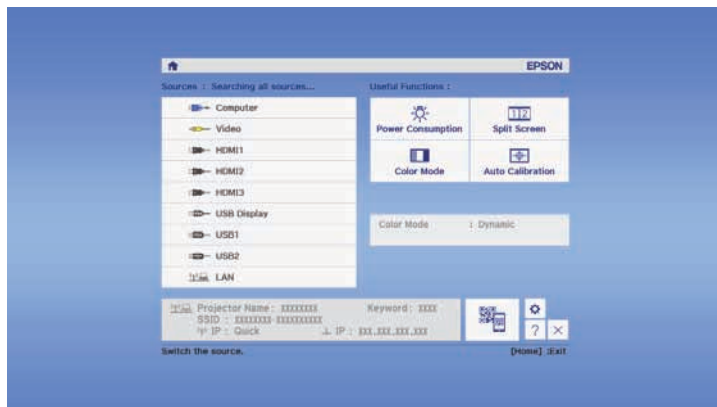 EPSON
Sources : Searching all sources...
Useful Functions :
Computer
Video
HDMI1
HDMI2
HDMI3
USB Display
USB1
USB2
LAN
Power Consumption
Split Screen
1 2
Color Mode
Auto Calibration
Color Mode : Dynamic
Projector Name : XXXXXXXX Keyword : XXXX
SSID : XXXXXXXX-XXXXXXXXXX
IP : Quick IP : XXX.XXX.XXX.XXX
?
Switch the source.
[Home] :Exit